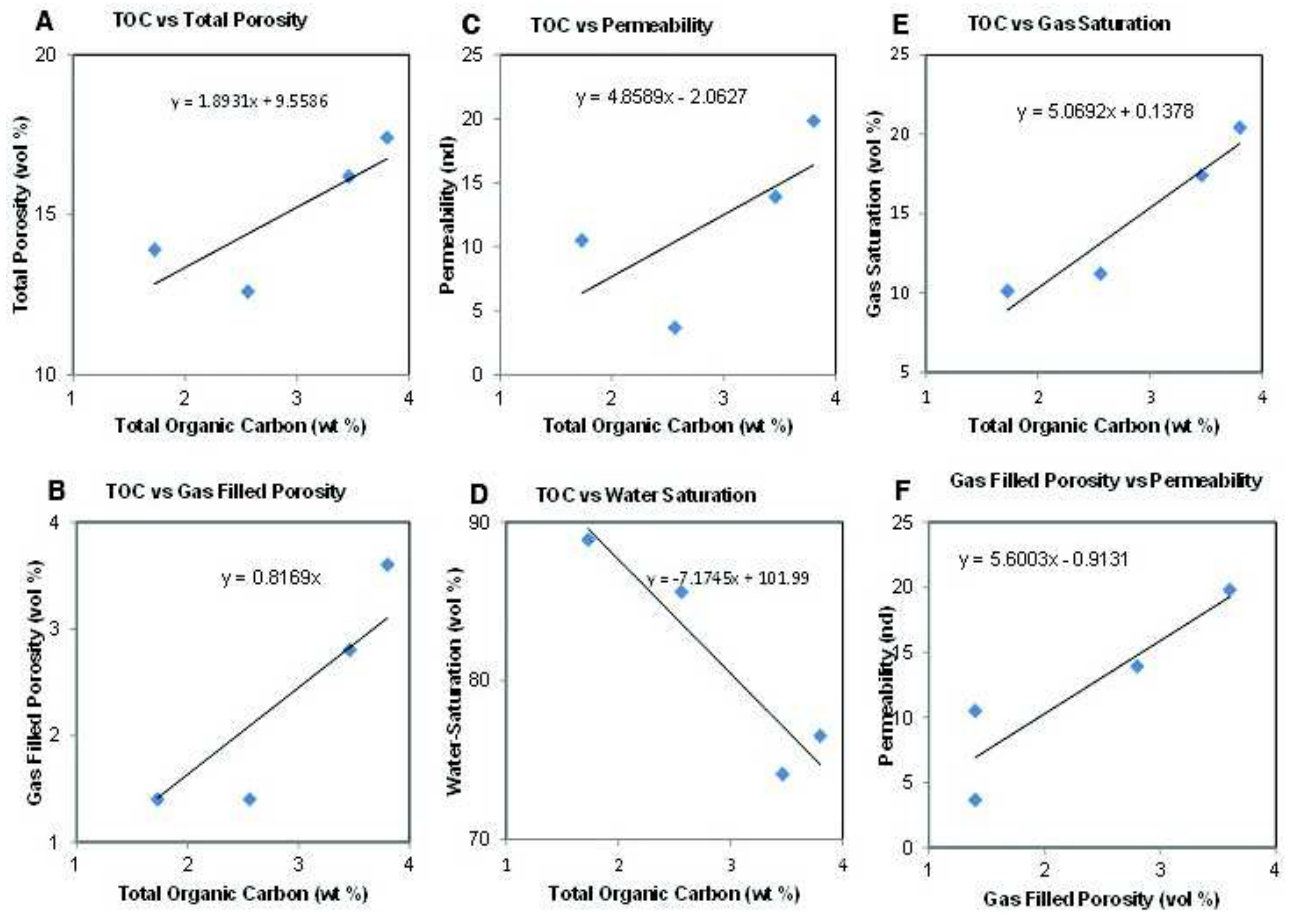 A TOC vs Total Porosity
20
15
10
Total Porosity (vol %)
y = 1.8931x + 9.5586
1 2 3 4
Total Organic Carbon (wt %)
C TOC vs Permeability
25
20
15
10
5
0
Permeability (nd)
y = 4.8589x - 2.0627
1 2 3 4
Total Organic Carbon (wt %)
E TOC vs Gas Saturation
25
20
15
10
5
Gas Saturation (vol %)
y = 5.0692x + 0.1378
1 2 3 4
Total Organic Carbon (wt %)
B TOC vs Gas Filled Porosity
4
3
2
1
Gas Filled Porosity (vol %)
y = 0.8169x
1 2 3 4
Total Organic Carbon (wt %)
D TOC vs Water Saturation
90
80
70
Water-Saturation (vol %)
y = -7.1745x + 101.99
1 2 3 4
Total Organic Carbon (wt %)
F Gas Filled Porosity vs Permeability
25
20
15
10
5
0
Permeability (nd)
y = 5.6003x - 0.9131
1 2 3 4
Gas Filled Porosity (vol %)